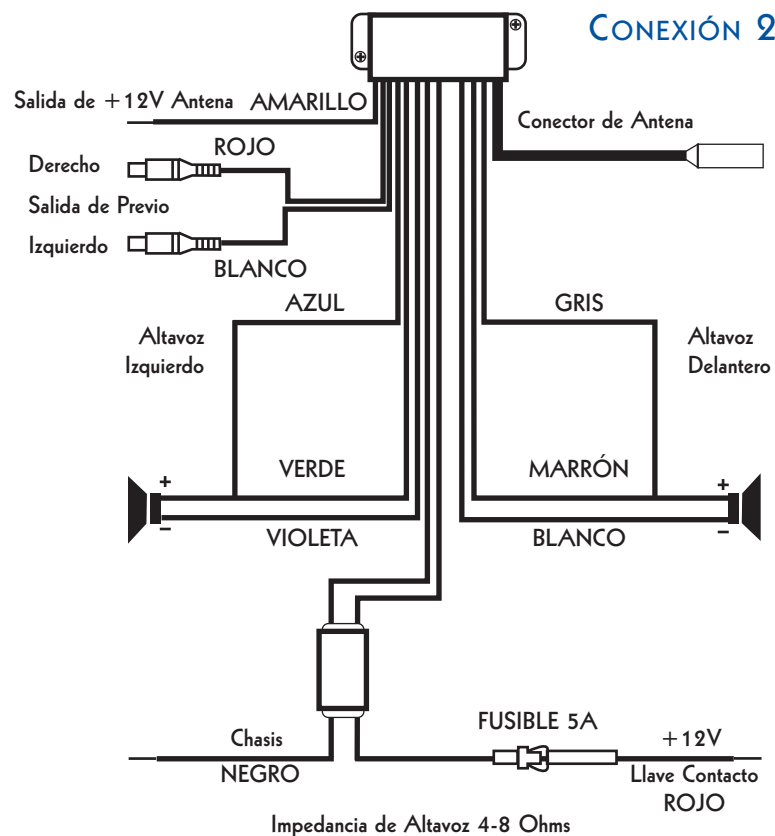 CONEXIÓN 2
Salida de +12V Antena AMARILLO
Conector de Antena
ROJO
Derecho
Salida de Previo
Izquierdo
BLANCO
AZUL
GRIS
Altavoz
Izquierdo
Altavoz
Delantero
VERDE
MARRÓN
+
+
–
–
VIOLETA
BLANCO
FUSIBLE 5A
Chasis
+12V
NEGRO
Llave Contacto
ROJO
Impedancia de Altavoz 4-8 Ohms